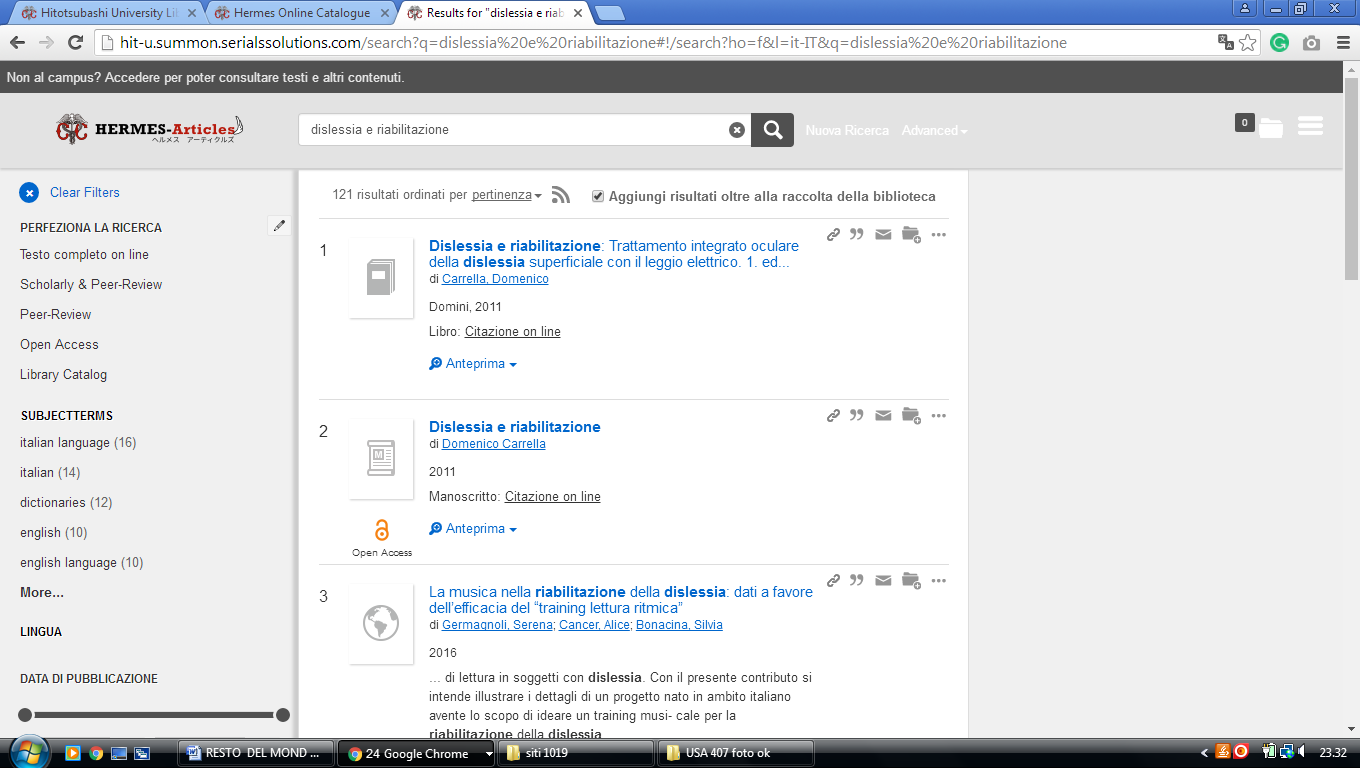 Hitotsubashi University Lib
Hermes Online Catalogue
Results for "dislessia e riab
hit-u.summon.serialssolutions.com/search?q=dislessia%20e%20riabilitazione#!/search?ho=f&l=it-IT&q=dislessia%20e%20riabilitazione
Non al campus? Accedere per poter consultare testi e altri contenuti.
HERMES-Articles
ヘルメス アーティクルズ
dislessia e riabilitazione
Nuova Ricerca
Advanced
0
Clear Filters
PERFEZIONA LA RICERCA
Testo completo on line
Scholarly & Peer-Review
Peer-Review
Open Access
Library Catalog
SUBJECTTERMS
italian language (16)
italian (14)
dictionaries (12)
english (10)
english language (10)
More...
LINGUA
DATA DI PUBBLICAZIONE
121 risultati ordinati per pertinenza
Aggiungi risultati oltre alla raccolta della biblioteca
1
Dislessia e riabilitazione: Trattamento integrato oculare
della dislessia superficiale con il leggio elettrico. 1. ed...
di Carrella, Domenico
Domini, 2011
Libro: Citazione on line
Anteprima
2
Dislessia e riabilitazione
di Domenico Carrella
2011
Manoscritto: Citazione on line
Anteprima
M
Open Access
3
La musica nella riabilitazione della dislessia: dati a favore
dell'efficacia del "training lettura ritmica"
di Germagnoli, Serena; Cancer, Alice; Bonacina, Silvia
2016
... di lettura in soggetti con dislessia. Con il presente contributo si
intende illustrare i dettagli di un progetto nato in ambito italiano
avente lo scopo di ideare un training musi- cale per la
riabilitazione della dislessia
RESTO DEL MOND ...
24 Google Chrome
siti 1019
USA 407 foto ok
23.32